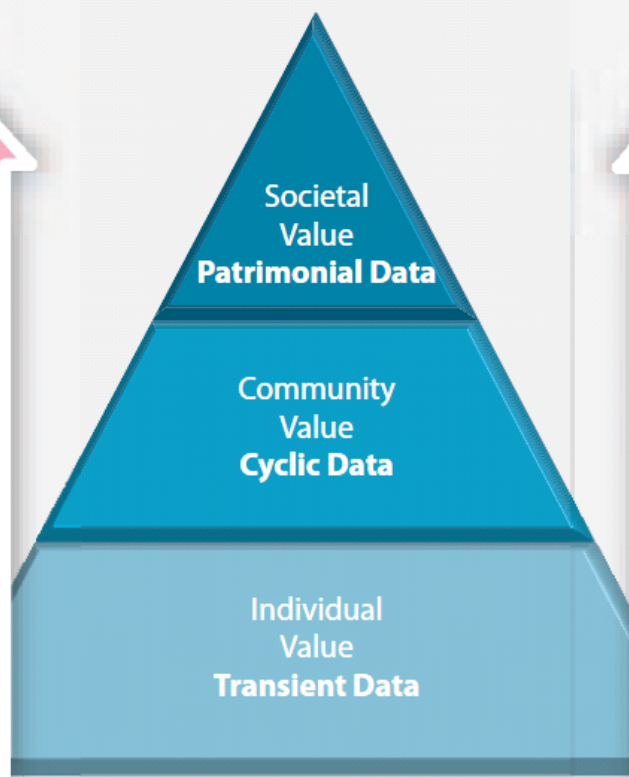 Societal
Value
Patrimonial Data
Community
Value
Cyclic Data
Individual
Value
Transient Data